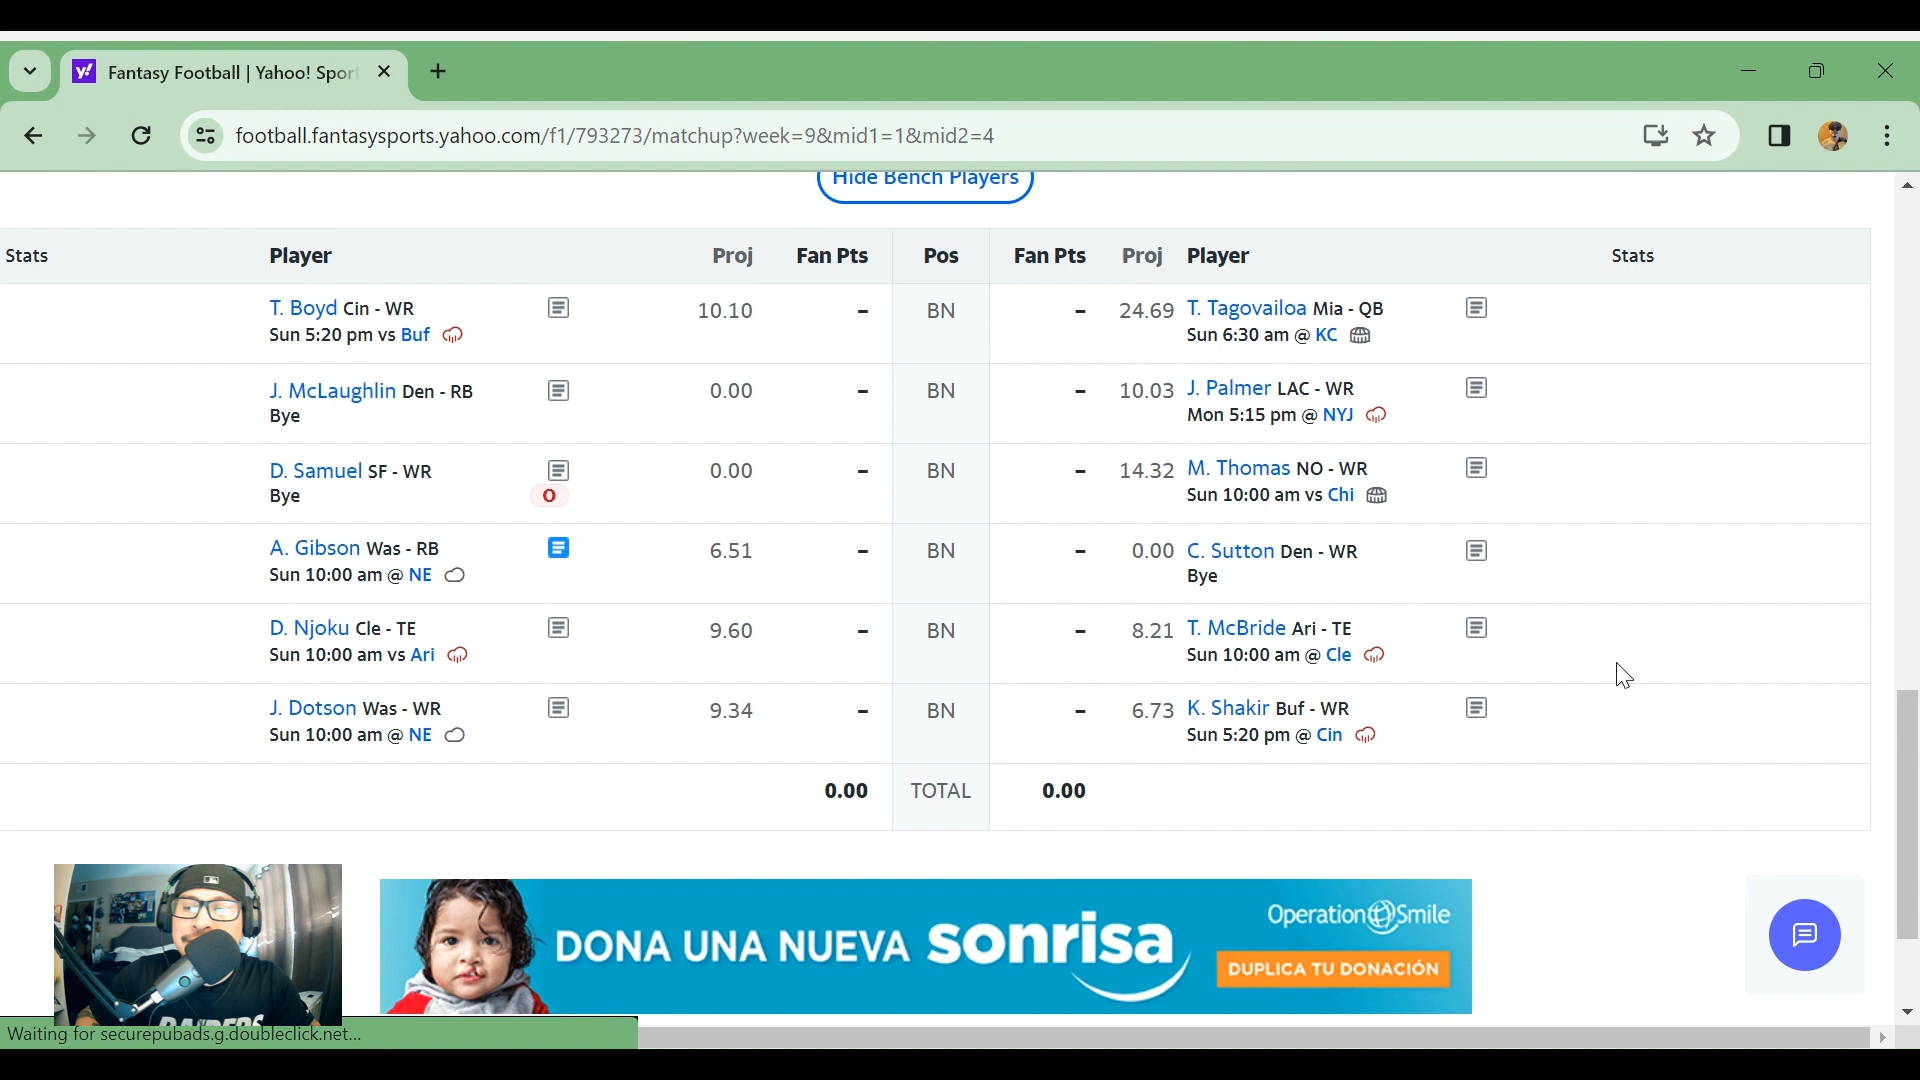 Fantasy Football | Yahoo! Spor
football.fantasysports.yahoo.com/f1/793273/matchup?week=9&mid1=1&mid2=4
Hide Bench Players
Stats Player Proj Fan Pts Pos Fan Pts Proj Player Stats
T. Boyd Cin - WR 10.10 – BN – 24.69 T. Tagovailoa Mia - QB
Sun 5:20 pm vs Buf Sun 6:30 am @ KC
J. McLaughlin Den - RB 0.00 – BN – 10.03 J. Palmer LAC - WR
Bye Mon 5:15 pm @ NYJ
D. Samuel SF - WR 0.00 – BN – 14.32 M. Thomas NO - WR
Bye O Sun 10:00 am vs Chi
A. Gibson Was - RB 6.51 – BN – 0.00 C. Sutton Den - WR
Sun 10:00 am @ NE Bye
D. Njoku Cle - TE 9.60 – BN – 8.21 T. McBride Ari - TE
Sun 10:00 am vs Ari Sun 10:00 am @ Cle
J. Dotson Was - WR 9.34 – BN – 6.73 K. Shakir Buf - WR
Sun 10:00 am @ NE Sun 5:20 pm @ Cin
0.00 TOTAL 0.00
DONA UNA NUEVA sonrisa
Operation Smile
DUPLICA TU DONACIÓN
RAIDERS
Waiting for securepubads.g.doubleclick.net...